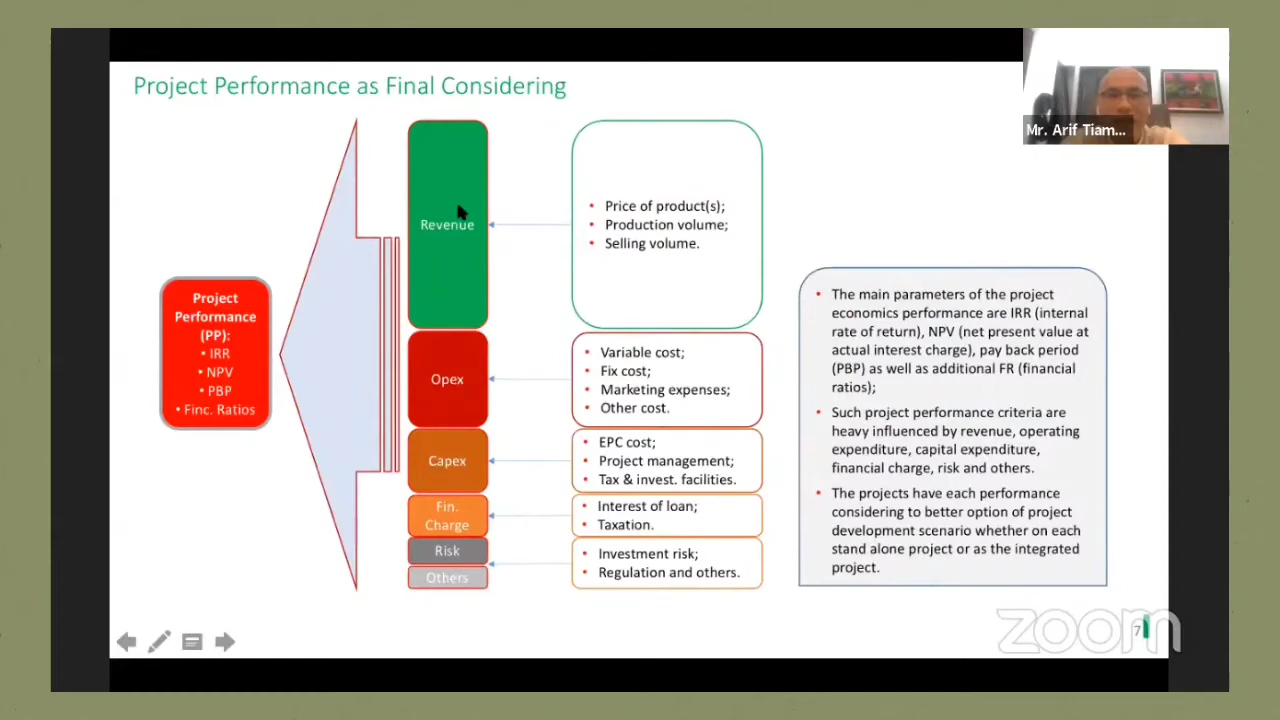 Project Performance as Final Considering
Mr. Arif Tiam...
Project
Performance
(PP):
• IRR
• NPV
• PBP
• Finc. Ratios
Revenue
• Price of product(s);
• Production volume;
• Selling volume.
Opex
• Variable cost;
• Fix cost;
• Marketing expenses;
• Other cost.
Capex
• EPC cost;
• Project management;
• Tax & invest. facilities.
Fin.
Charge
• Interest of loan;
• Taxation.
Risk
Others
• Investment risk;
• Regulation and others.
• The main parameters of the project
economics performance are IRR (internal
rate of return), NPV (net present value at
actual interest charge), pay back period
(PBP) as well as additional FR (financial
ratios);
• Such project performance criteria are
heavy influenced by revenue, operating
expenditure, capital expenditure,
financial charge, risk and others.
• The projects have each performance
considering to better option of project
development scenario whether on each
stand alone project or as the integrated
project.
zoom
7